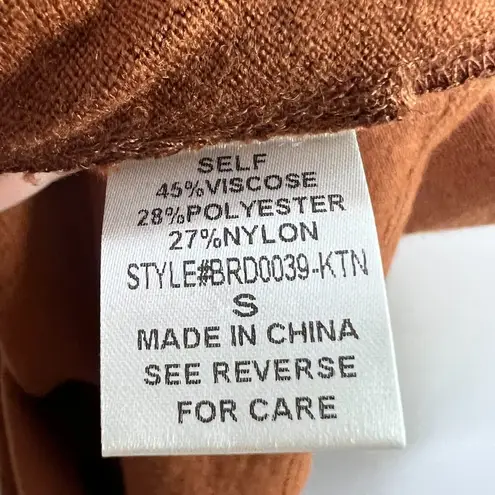 SELF
45%VISCOSE
28%POLYESTER
27%NYLON
STYLE#BRD0039-KTN
S
MADE IN CHINA
SEE REVERSE
FOR CARE